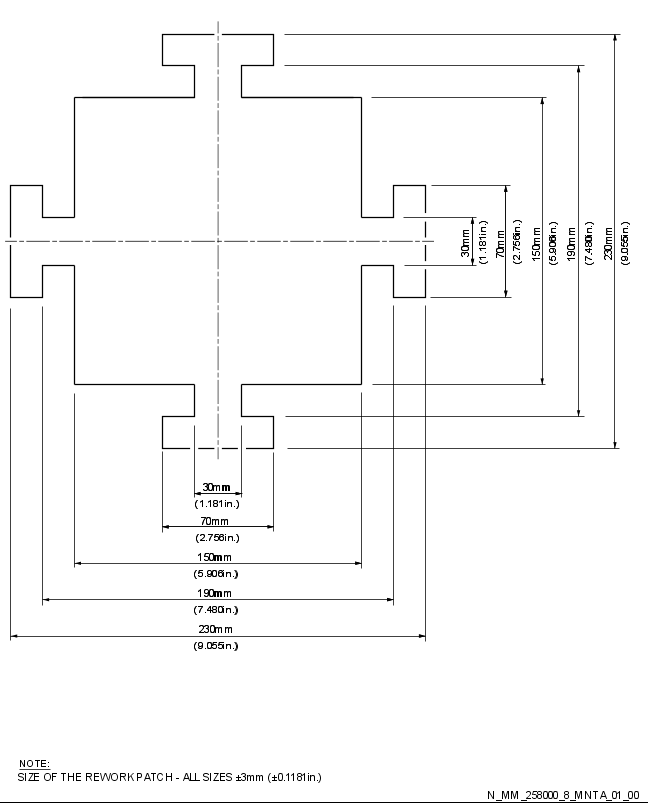 30mm
(1.181in.)
70mm
(2.756in.)
150mm
(5.906in.)
190mm
(7.480in.)
230mm
(9.055in.)
30mm
(1.181in.)
70mm
(2.756in.)
150mm
(5.906in.)
190mm
(7.480in.)
230mm
(9.055in.)
NOTE:
SIZE OF THE REWORK PATCH - ALL SIZES ±3mm (±0.1181in.)
N_MM_258000_8_MNTA_01_00